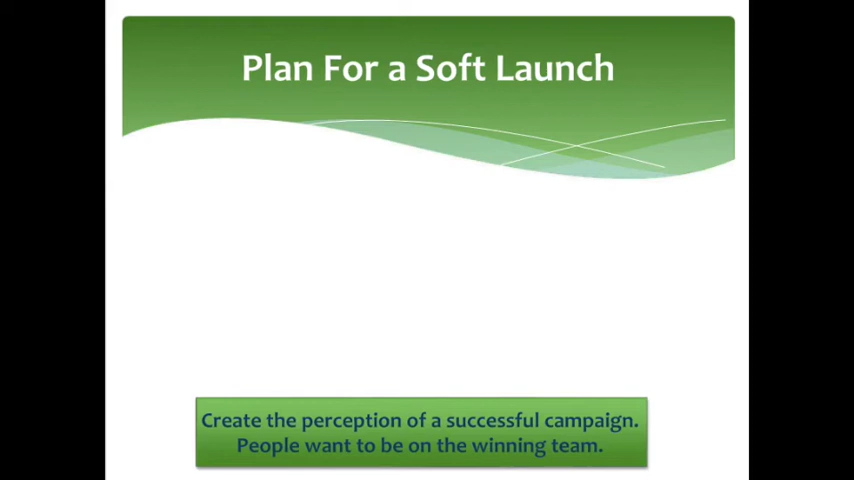 Plan For a Soft Launch
Create the perception of a successful campaign.
People want to be on the winning team.